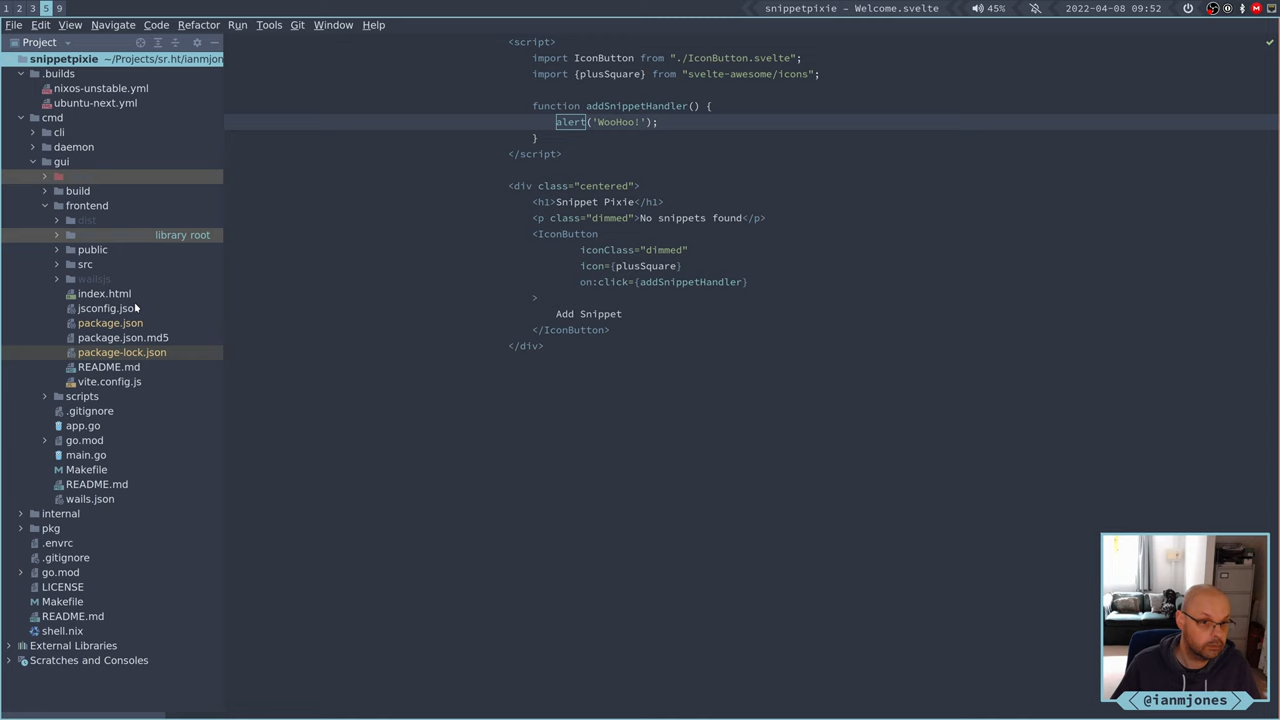 1 2 3 5 9
snippetpixie – Welcome.svelte
45%
2022-04-08 09:52
File Edit View Navigate Code Refactor Run Tools Git Window Help
Project
snippetpixie ~/Projects/sr.ht/ianmjon
.builds
nixos-unstable.yml
ubuntu-next.yml
cmd
cli
daemon
gui
build
frontend
dist
library root
public
src
wailsjs
index.html
jsconfig.jso
package.json
package.json.md5
package-lock.json
README.md
vite.config.js
scripts
.gitignore
app.go
go.mod
main.go
Makefile
README.md
wails.json
internal
pkg
.envrc
.gitignore
go.mod
LICENSE
Makefile
README.md
shell.nix
External Libraries
Scratches and Consoles
<script>
import IconButton from "./IconButton.svelte";
import {plusSquare} from "svelte-awesome/icons";
function addSnippetHandler() {
alert('WooHoo!');
}
</script>
<div class="centered">
<h1>Snippet Pixie</h1>
<p class="dimmed">No snippets found</p>
<IconButton
iconClass="dimmed"
icon={plusSquare}
on:click={addSnippetHandler}
>
Add Snippet
</IconButton>
</div>
@ianmjones